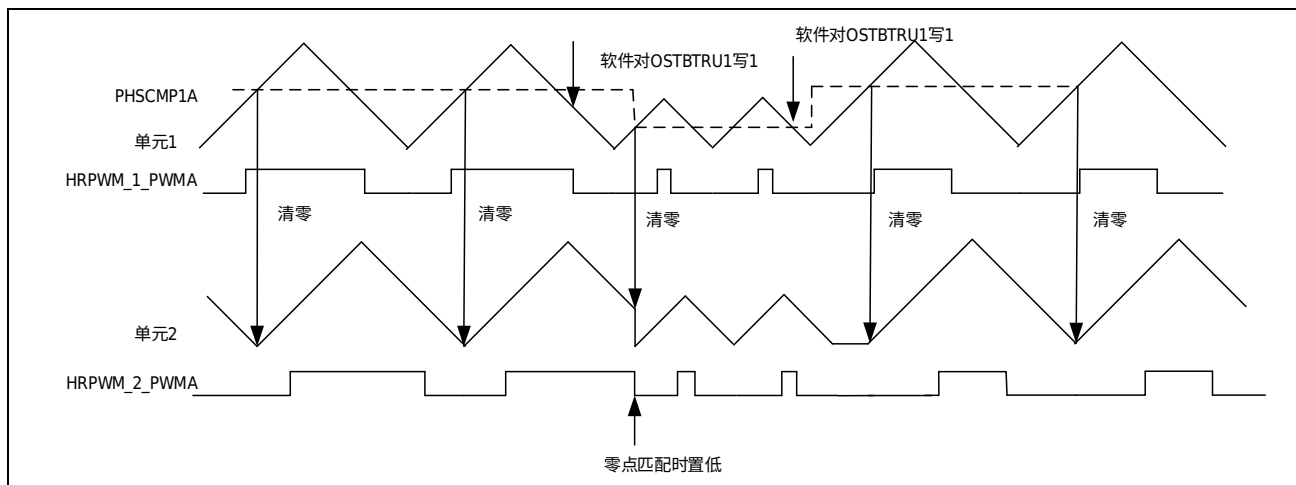 软件对OSTBTRU1写1
软件对OSTBTRU1写1
PHSCMP1A
单元1
HRPWM_1_PWMA
清零
清零
清零
清零
清零
单元2
HRPWM_2_PWMA
零点匹配时置低